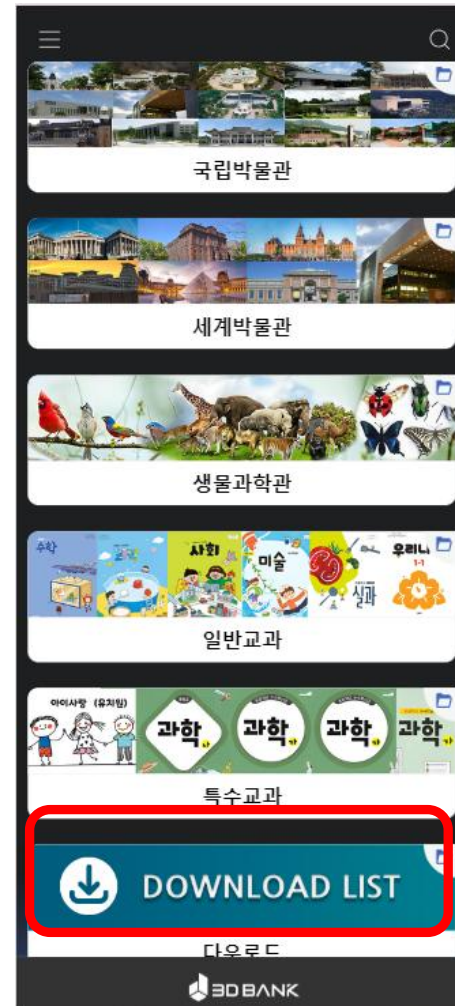 국립박물관
세계박물관
생물과학관
수학
사회
미술
실과
우리나
1-1
일반교과
아이사랑 (유치원)
과학
과학
과학
과학
특수교과
DOWNLOAD LIST
다운로드
3D BANK